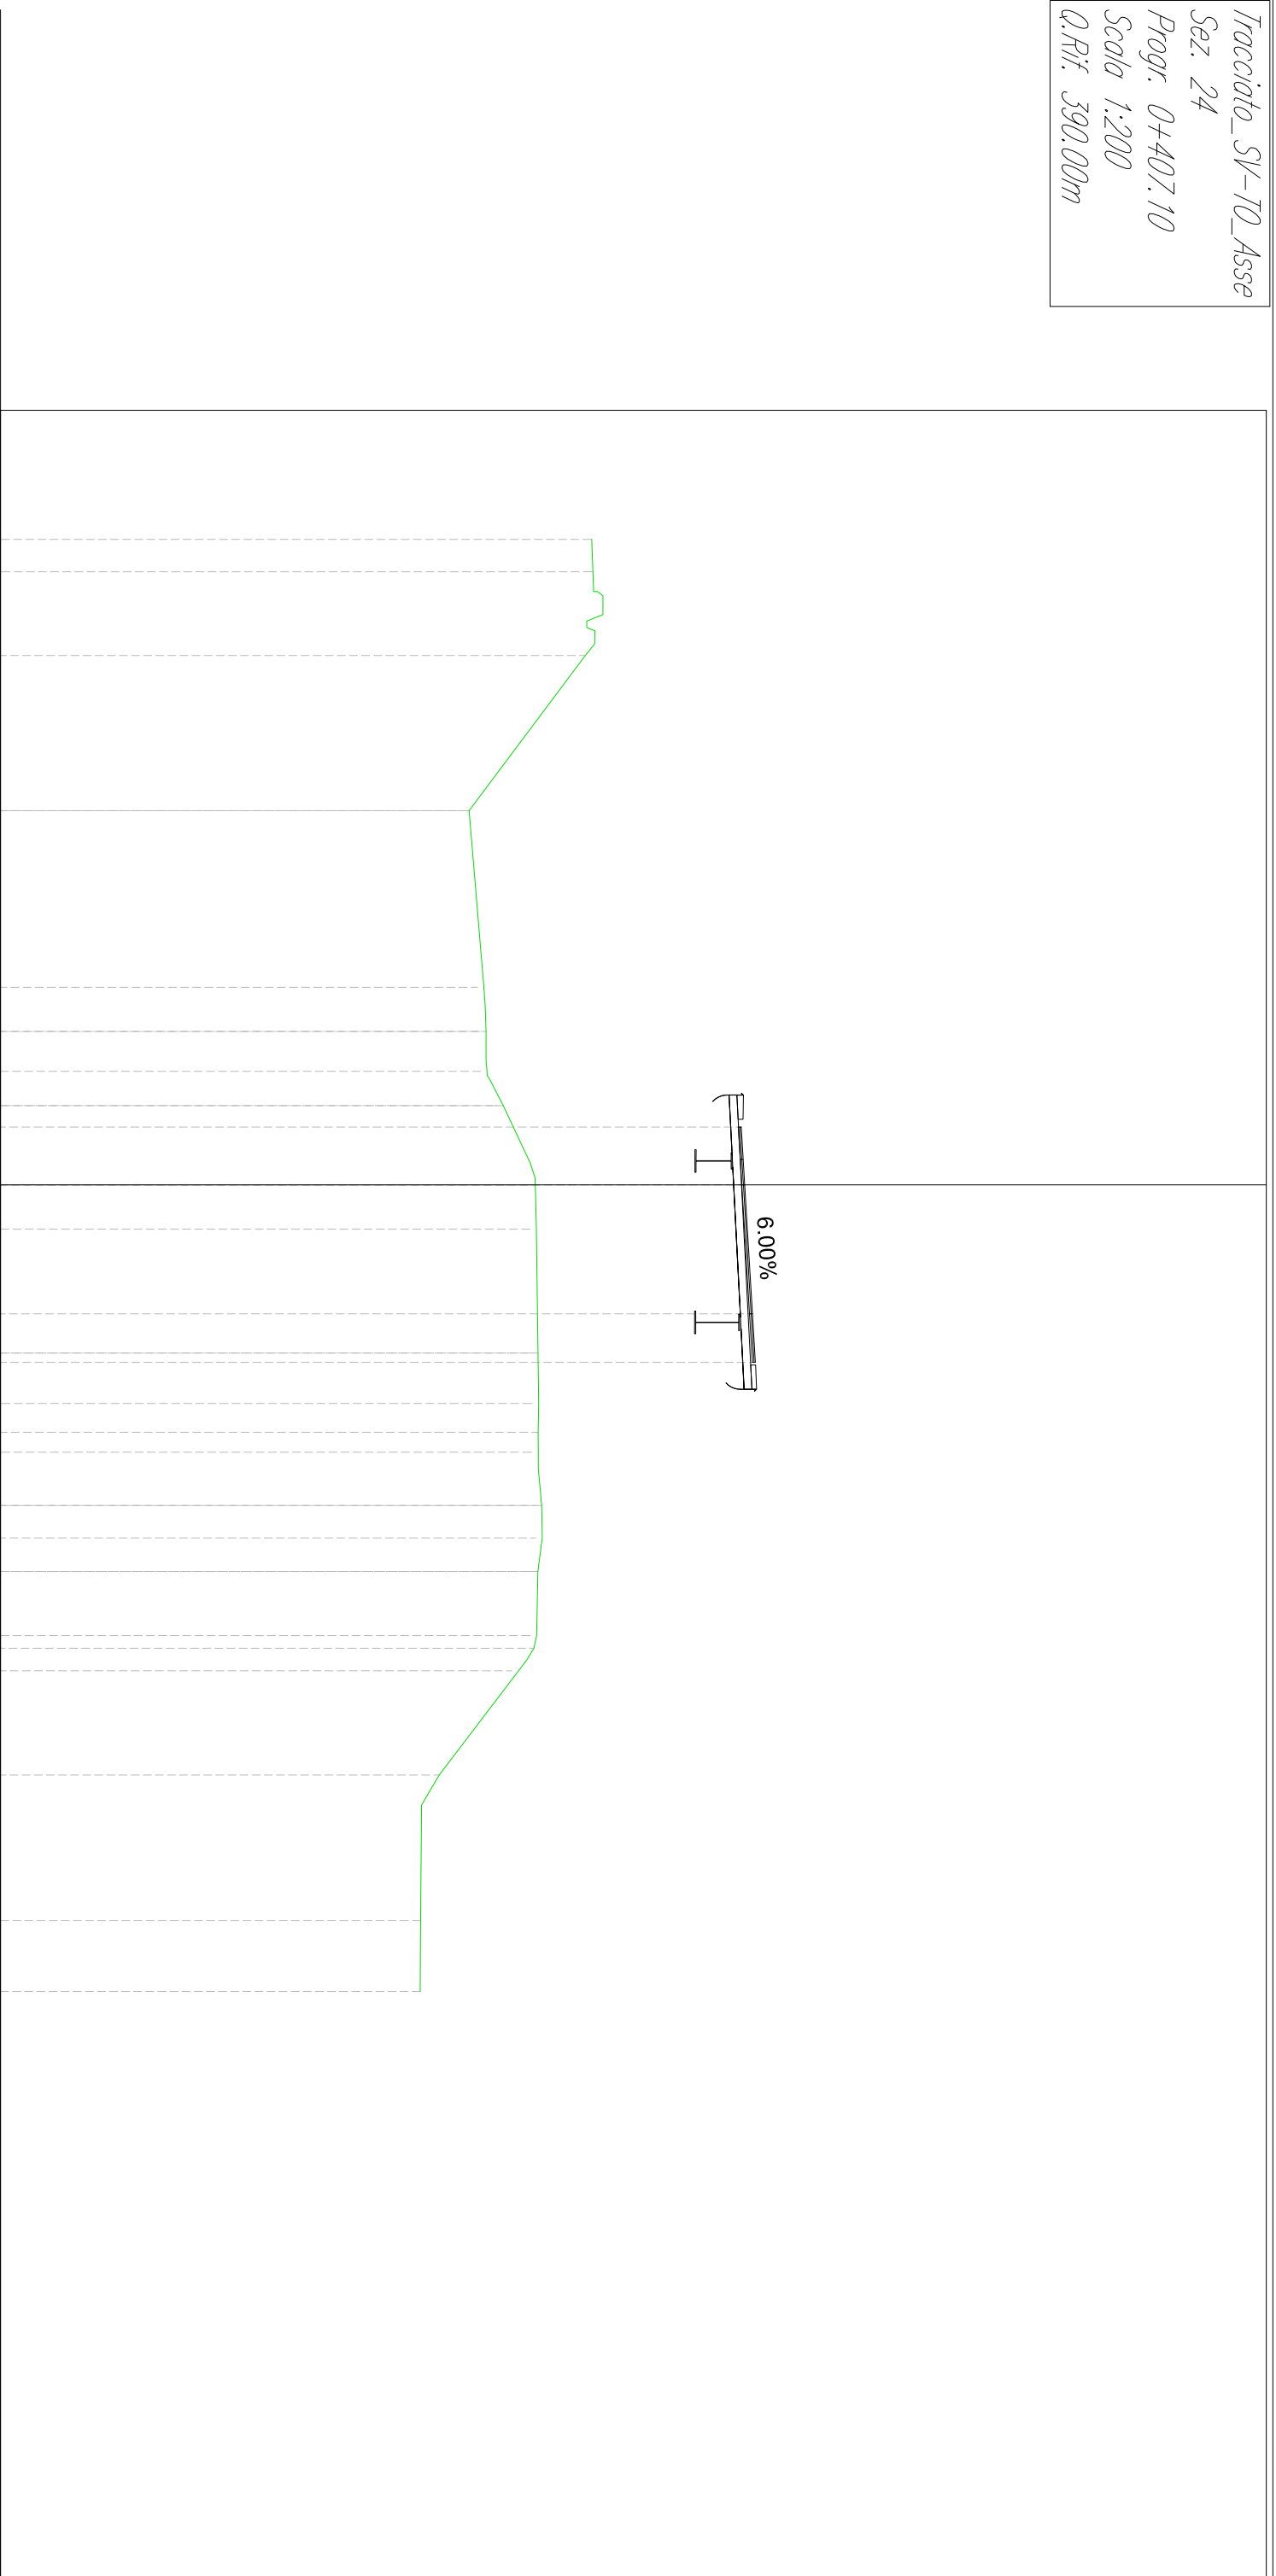 Tracciato_SV-TO_Asse
Sez. 24
Progr. 0+407.10
Scala 1:200
Q.Rif. 390.00m
6.00%